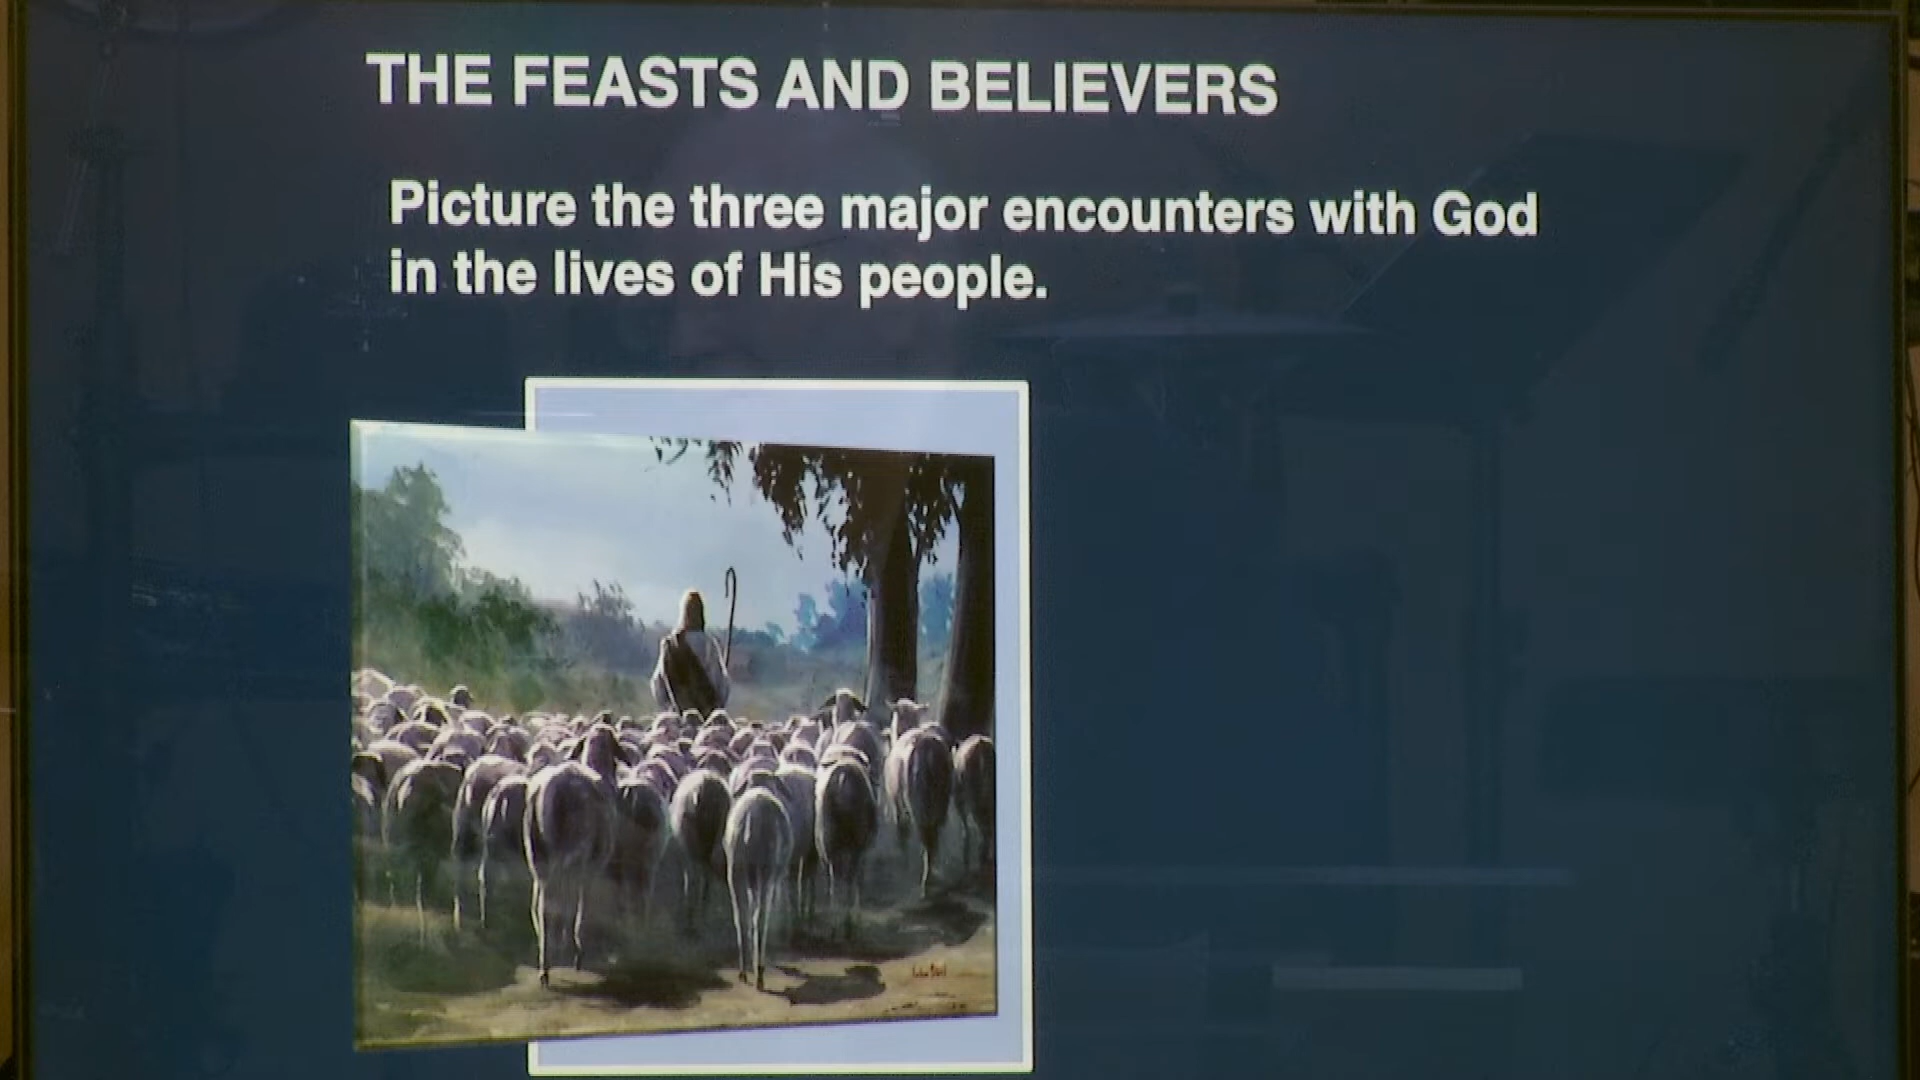 THE FEASTS AND BELIEVERS
Picture the three major encounters with God
in the lives of His people.